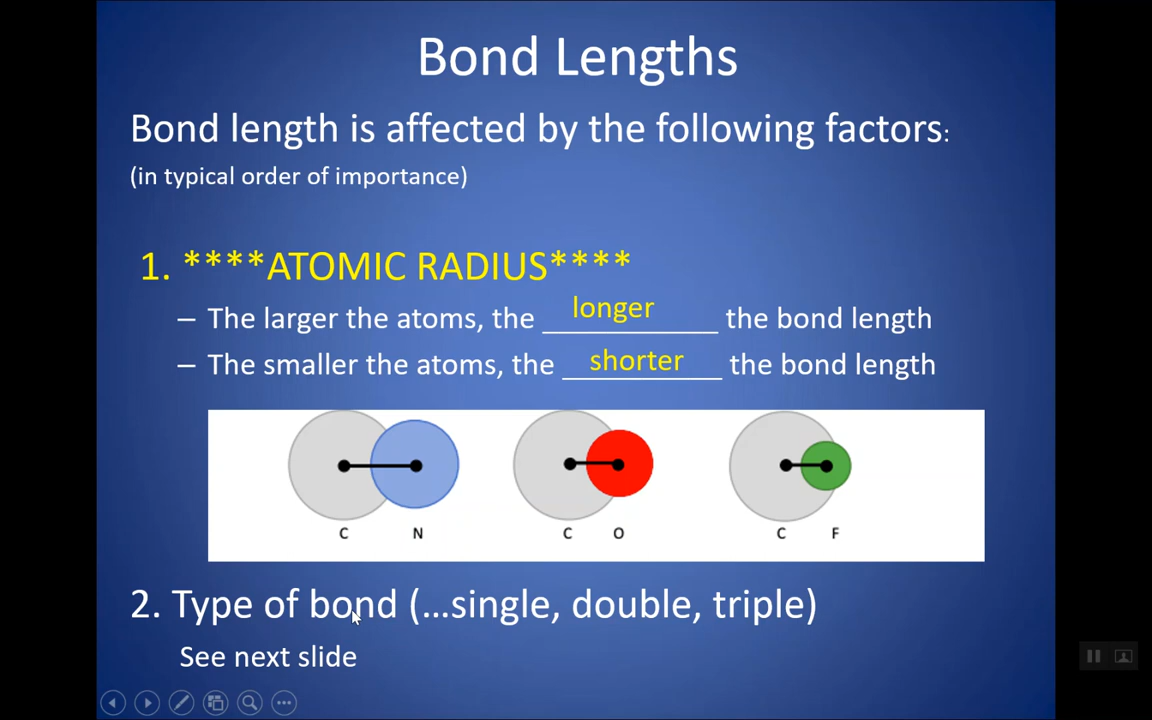 Bond Lengths
Bond length is affected by the following factors:
(in typical order of importance)
1. ****ATOMIC RADIUS****
– The larger the atoms, the ___longer___ the bond length
– The smaller the atoms, the ___shorter___ the bond length
C N C O C F
2. Type of bond (…single, double, triple)
See next slide